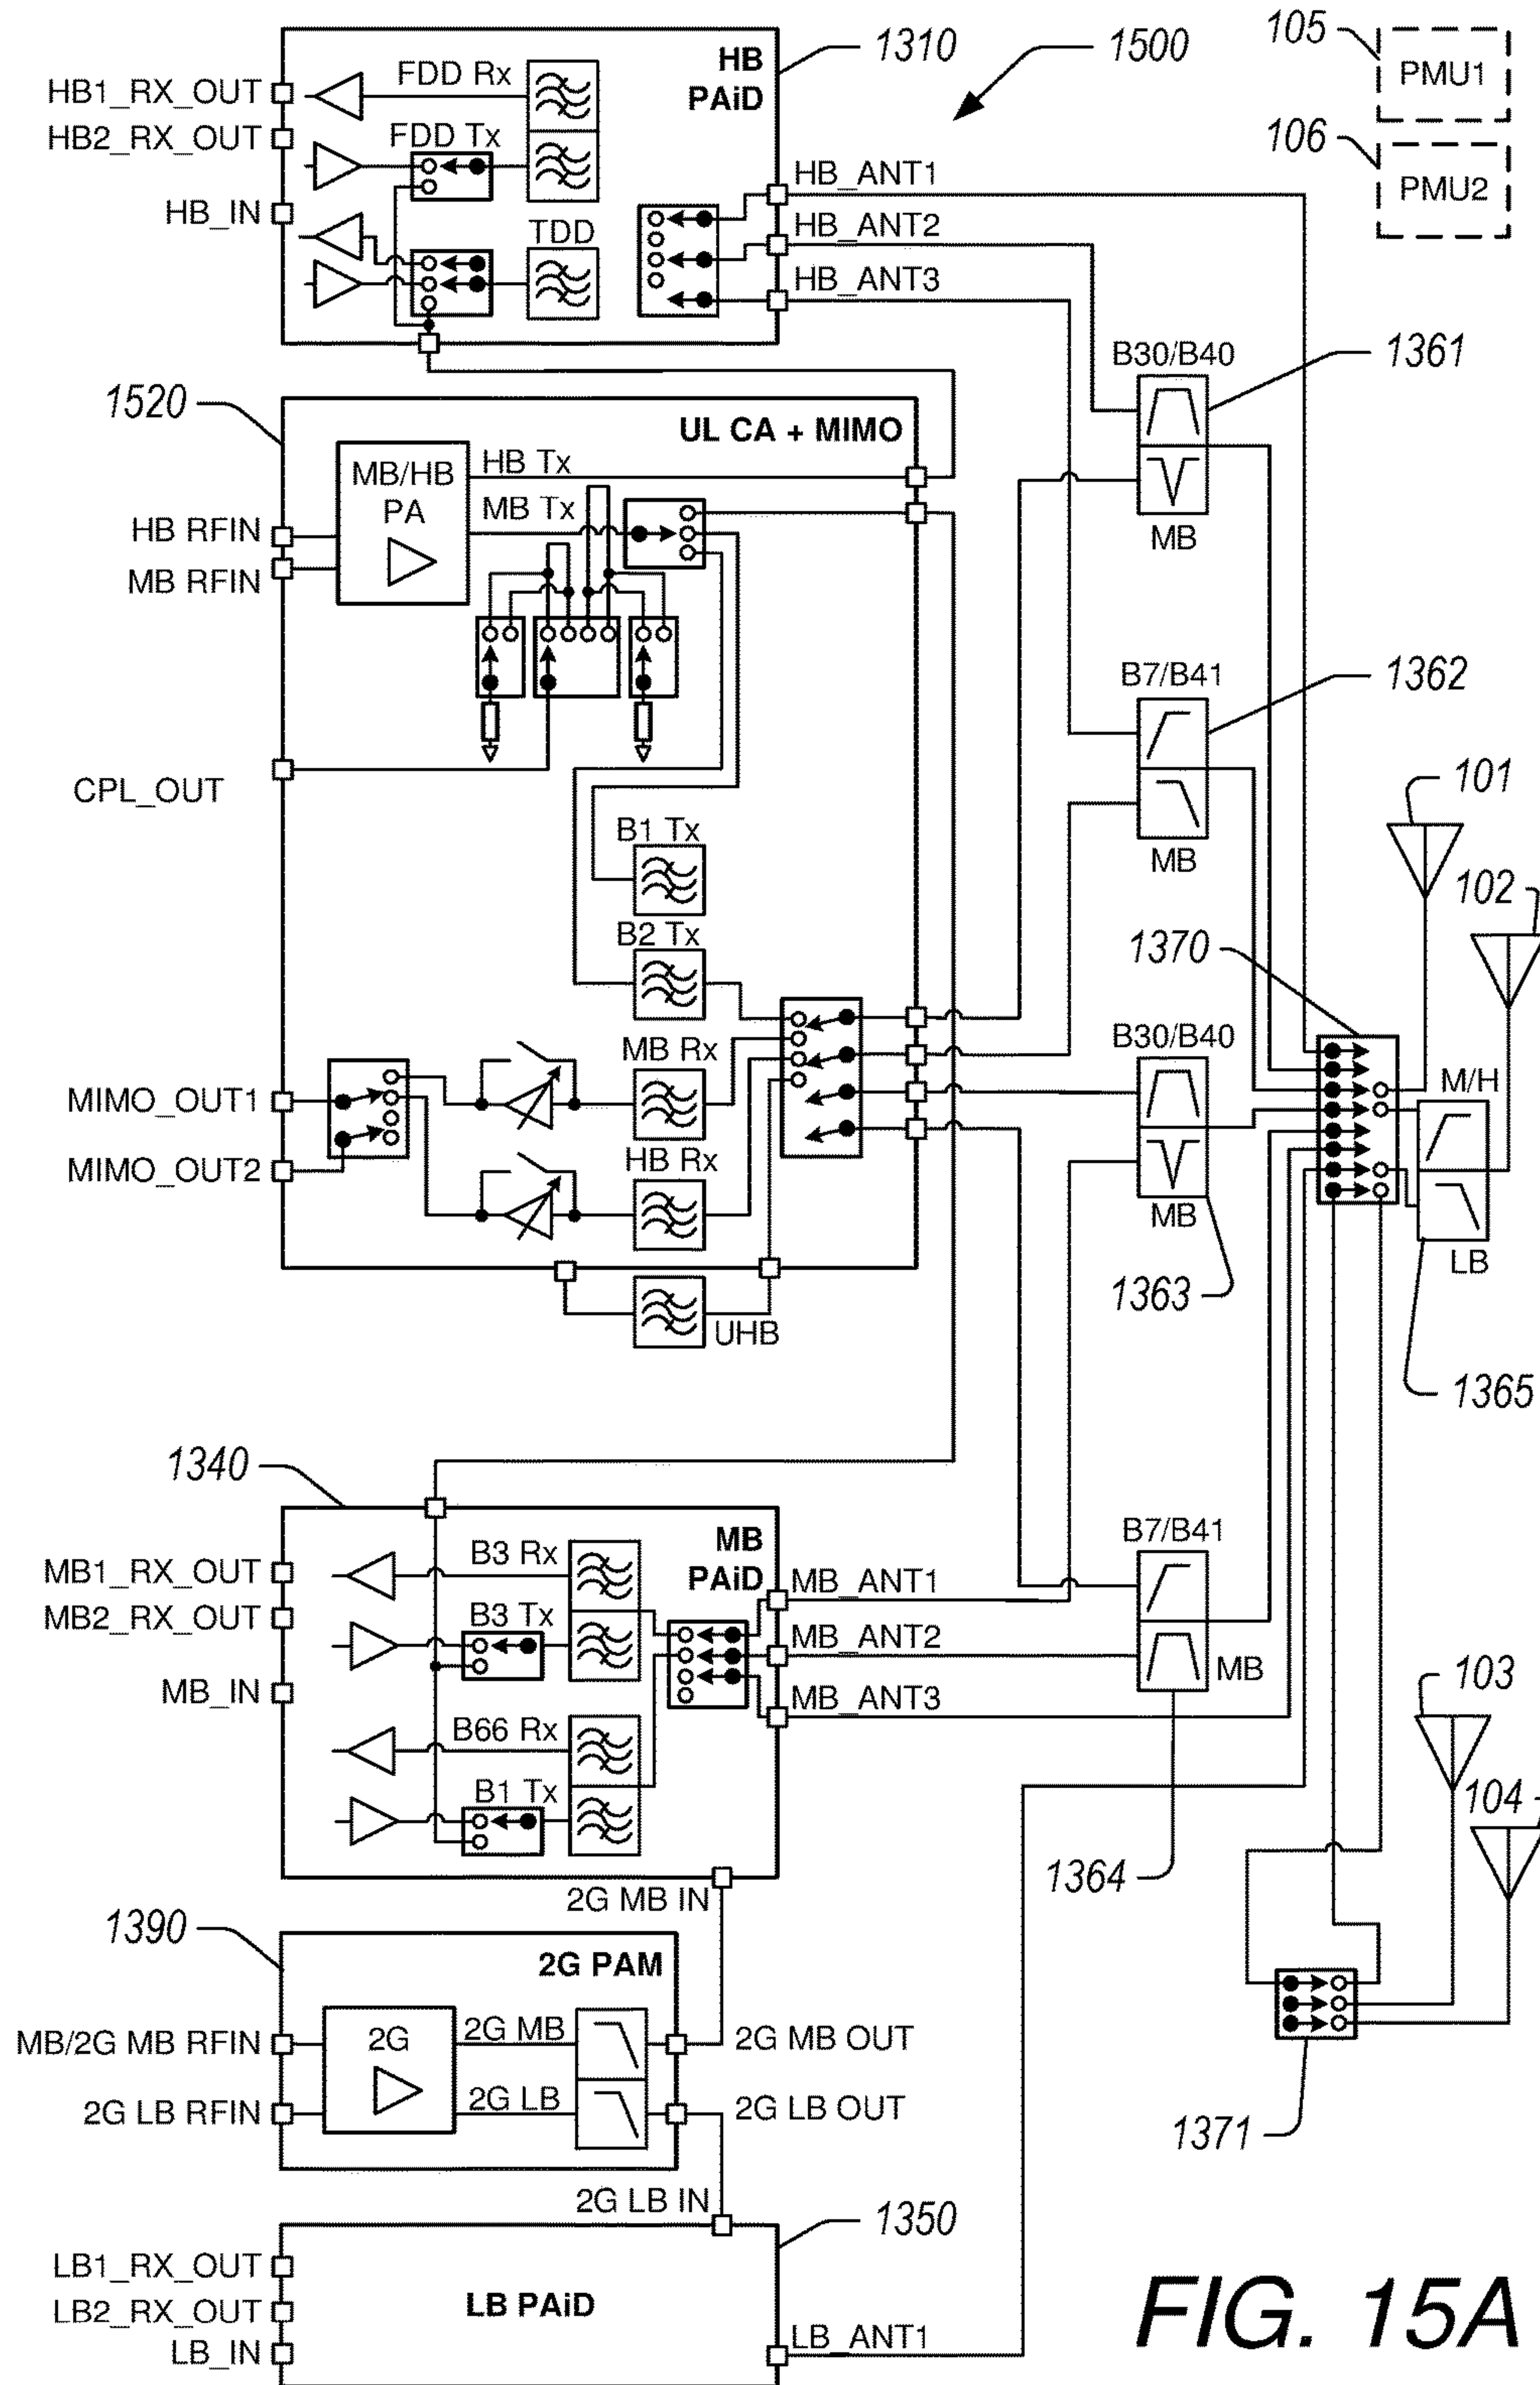 1310
1500
105
PMU1
106
PMU2
HB
PAiD
HB1_RX_OUT
HB2_RX_OUT
HB_IN
FDD Rx
FDD Tx
TDD
HB_ANT1
HB_ANT2
HB_ANT3
1520
UL CA + MIMO
MB/HB
PA
HB Tx
MB Tx
HB RFIN
MB RFIN
CPL_OUT
B1 Tx
B2 Tx
MB Rx
HB Rx
MIMO_OUT1
MIMO_OUT2
UHB
B30/B40
1361
MB
B7/B41
1362
MB
101
102
1370
B30/B40
MB
1363
M/H
LB
1365
1340
MB
PAiD
MB1_RX_OUT
MB2_RX_OUT
MB_IN
B3 Rx
B3 Tx
B66 Rx
B1 Tx
MB_ANT1
MB_ANT2
MB_ANT3
B7/B41
MB
1364
103
104
1371
2G MB IN
1390
2G PAM
MB/2G MB RFIN
2G LB RFIN
2G
2G MB
2G LB
2G MB OUT
2G LB OUT
2G LB IN
1350
LB1_RX_OUT
LB2_RX_OUT
LB_IN
LB PAiD
LB_ANT1
FIG. 15A